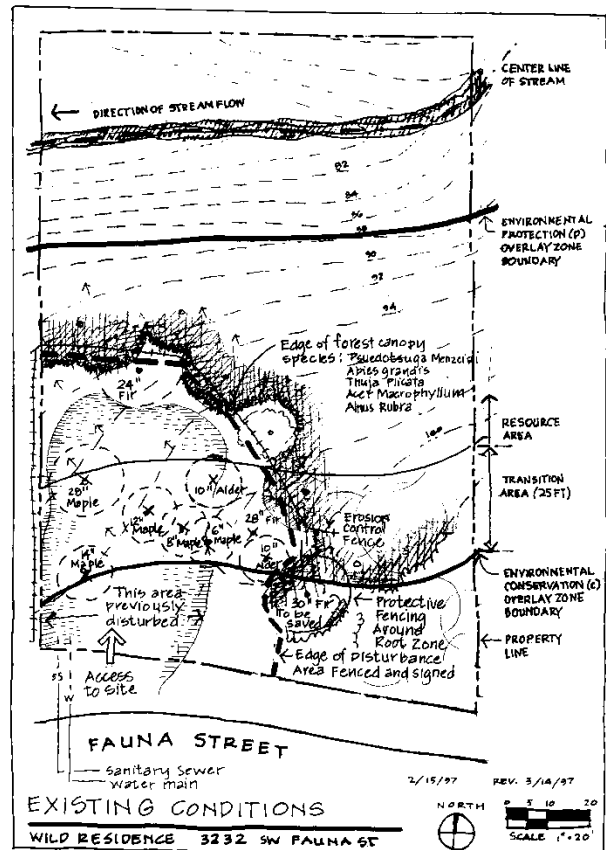 CENTER LINE
OF STREAM
DIRECTION OF STREAM FLOW
82
84
86
88
90
92
94
ENVIRONMENTAL
PROTECTION (P)
OVERLAY ZONE
BOUNDARY
Edge of forest canopy
species: Psuedotsuga Menzeisii
Abies grandis
Thuja Plicata
Acer Macrophyllum
Alnus Rubra
24"
Fir
100
RESOURCE
AREA
TRANSITION
AREA (25 FT)
28"
Maple
10" Alder
12"
Maple
8" Maple
6"
Maple
28" Fir
10"
Alder
14"
Maple
Erosion
Control
Fence
ENVIRONMENTAL
CONSERVATION (c)
OVERLAY ZONE
BOUNDARY
This area
previously
disturbed
30" Fir
To be
saved
Protective
Fencing
Around
Root Zone
PROPERTY
LINE
Edge of Disturbance
Area Fenced and signed
Access
to Site
SS
W
FAUNA STREET
Sanitary Sewer
Water main
2/15/97 REV. 3/14/97
EXISTING CONDITIONS
NORTH
0 5 10 20
SCALE 1"=20'
WILD RESIDENCE 3232 SW FAUNA ST